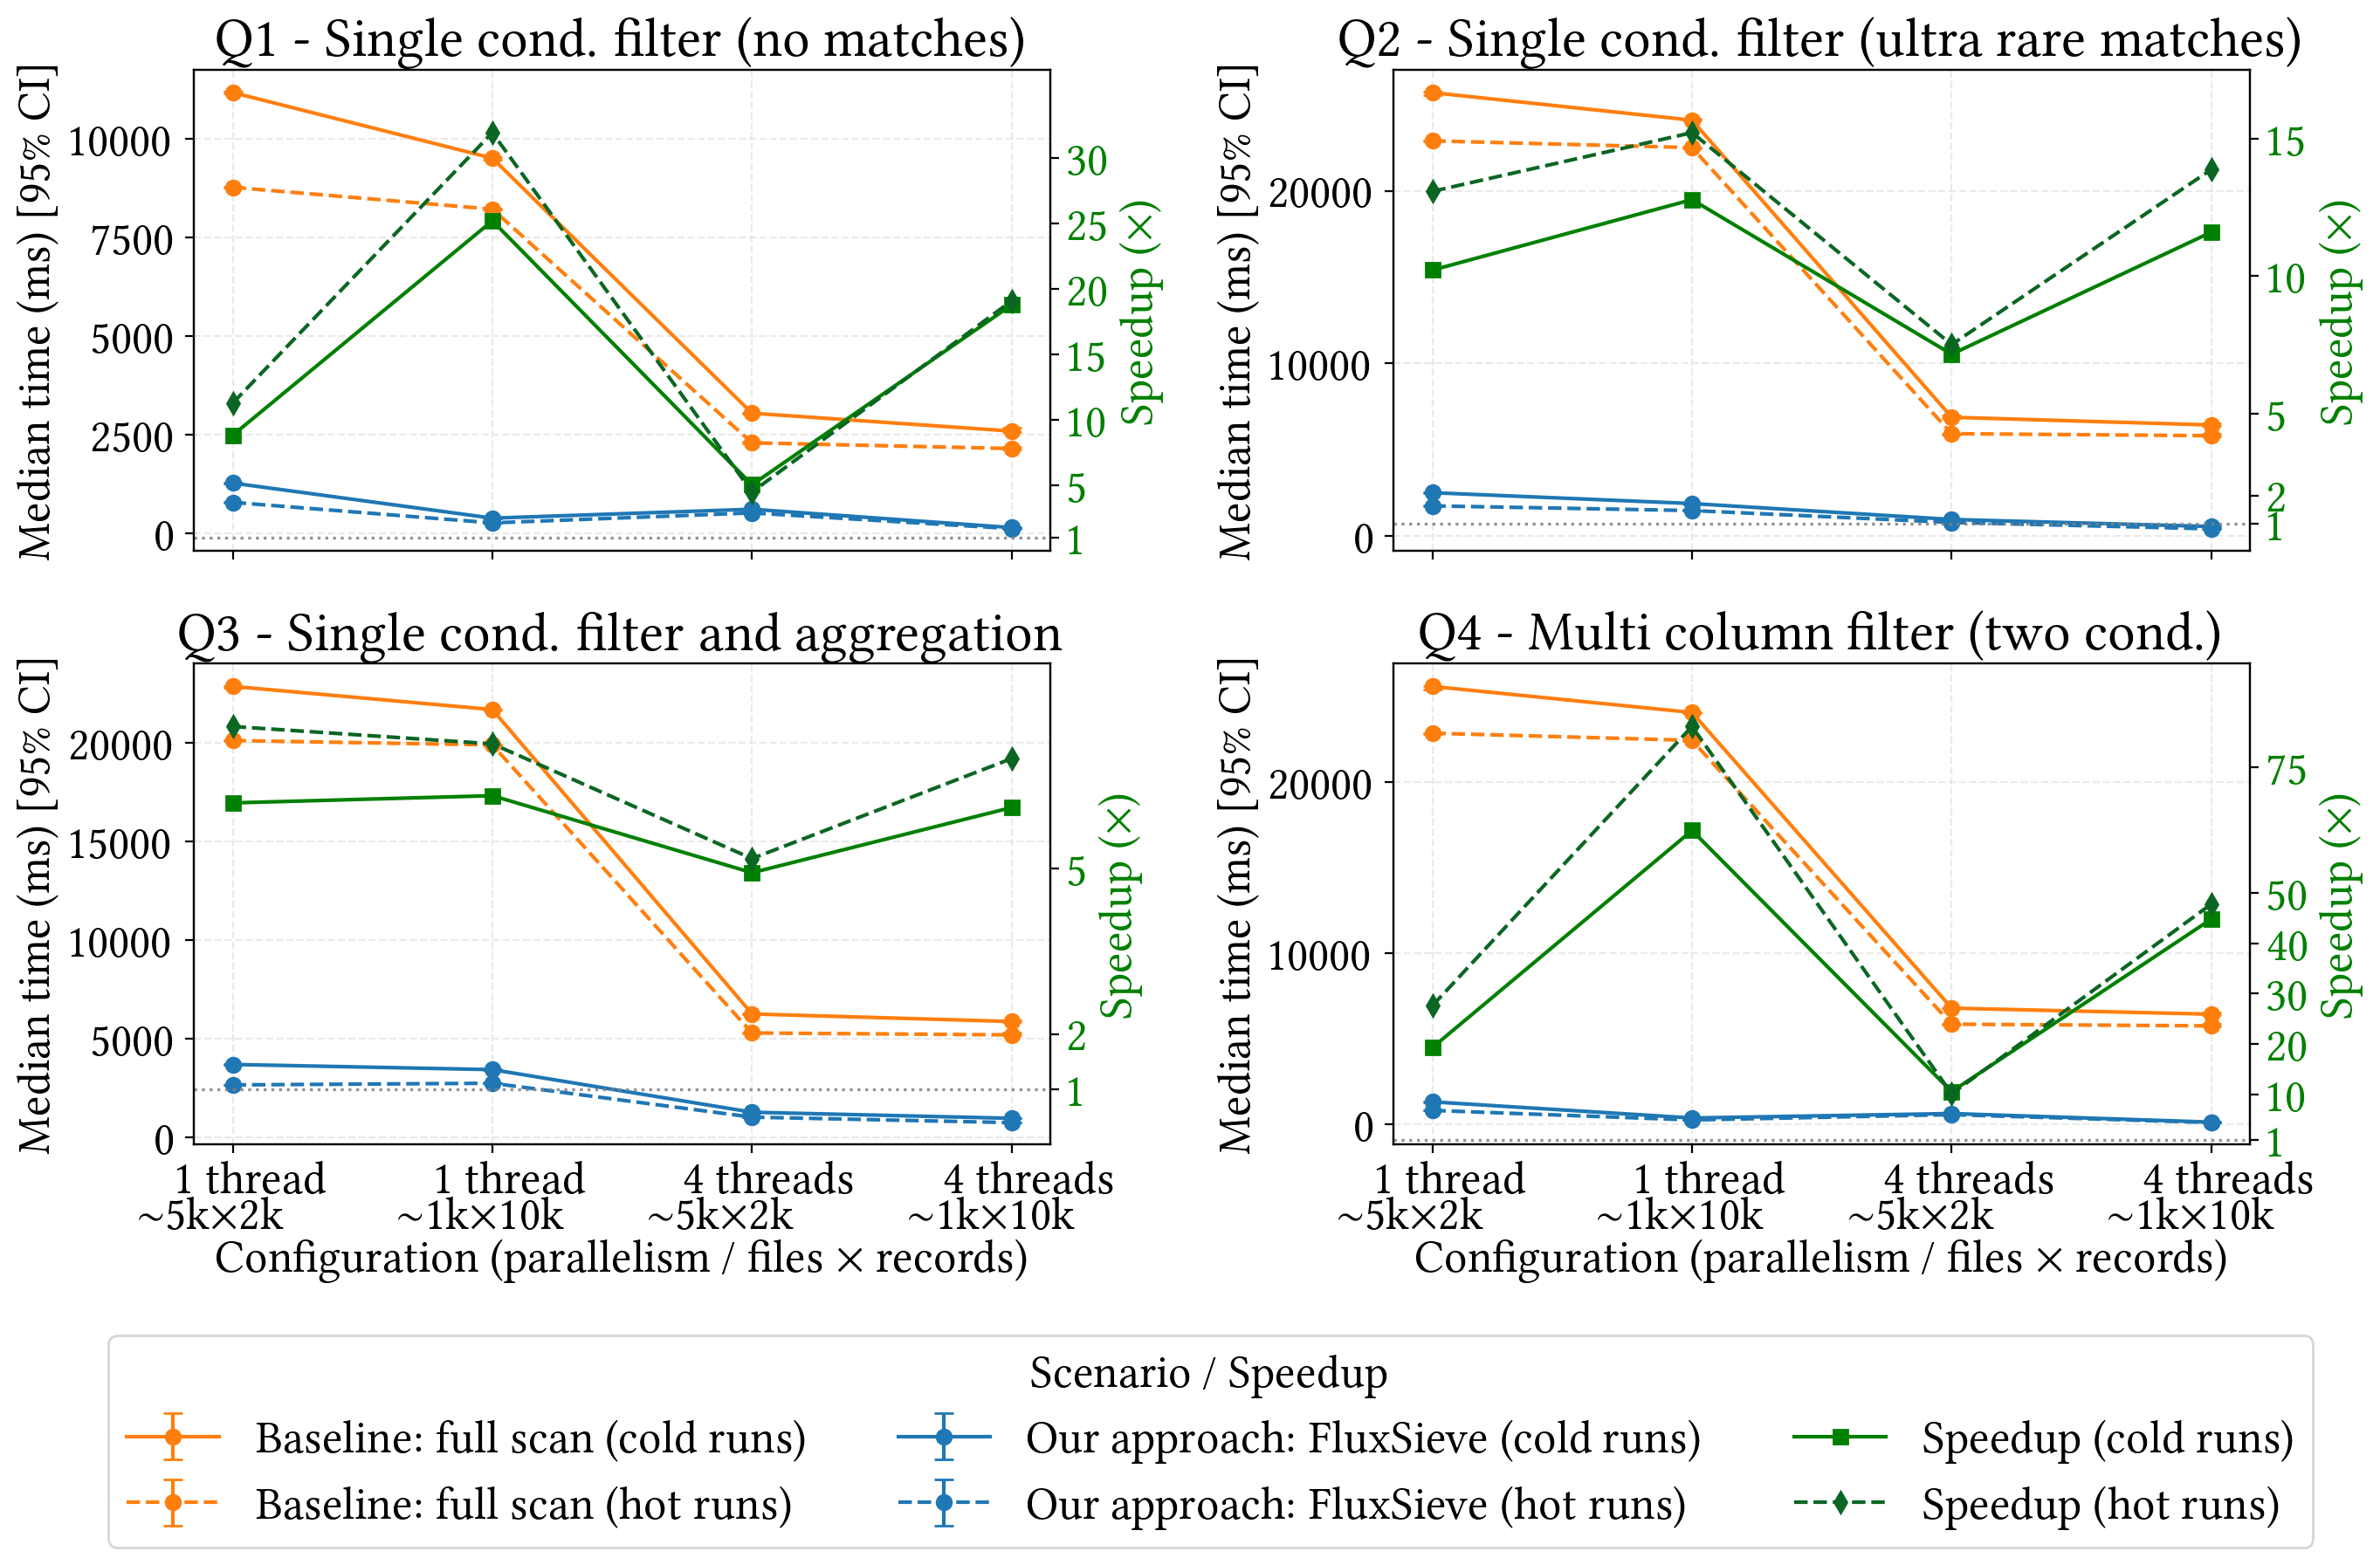 Q1 - Single cond. filter (no matches)
Median time (ms) [95% CI]
10000
7500
5000
2500
0
30
25
20
15
10
5
1
Speedup (×)
Q2 - Single cond. filter (ultra rare matches)
Median time (ms) [95% CI]
20000
10000
0
15
10
5
2
1
Speedup (×)
Q3 - Single cond. filter and aggregation
Median time (ms) [95% CI]
20000
15000
10000
5000
0
5
2
1
Speedup (×)
1 thread
~5k×2k
1 thread
~1k×10k
4 threads
~5k×2k
4 threads
~1k×10k
Configuration (parallelism / files × records)
Q4 - Multi column filter (two cond.)
Median time (ms) [95% CI]
20000
10000
0
75
50
40
30
20
10
1
Speedup (×)
1 thread
~5k×2k
1 thread
~1k×10k
4 threads
~5k×2k
4 threads
~1k×10k
Configuration (parallelism / files × records)
Scenario / Speedup
Baseline: full scan (cold runs)
Baseline: full scan (hot runs)
Our approach: FluxSieve (cold runs)
Our approach: FluxSieve (hot runs)
Speedup (cold runs)
Speedup (hot runs)